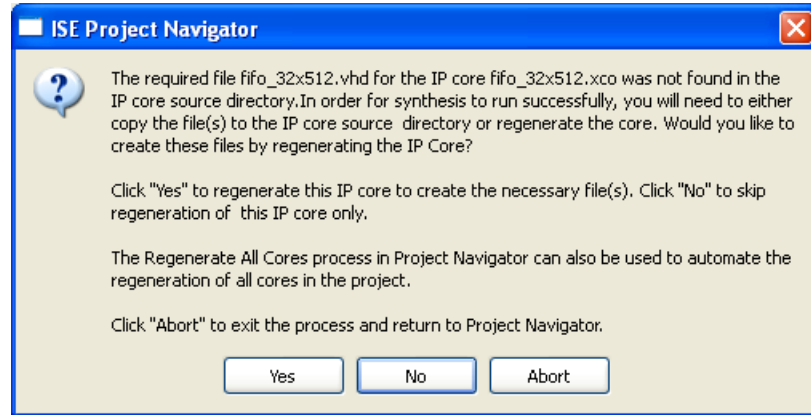 ISE Project Navigator
The required file fifo_32x512.vhd for the IP core fifo_32x512.xco was not found in the
IP core source directory.In order for synthesis to run successfully, you will need to either
copy the file(s) to the IP core source  directory or regenerate the core. Would you like to
create these files by regenerating the IP Core?
Click "Yes" to regenerate this IP core to create the necessary file(s). Click "No" to skip
regeneration of  this IP core only.
The Regenerate All Cores process in Project Navigator can also be used to automate the
regeneration of all cores in the project.
Click "Abort" to exit the process and return to Project Navigator.
Yes No Abort